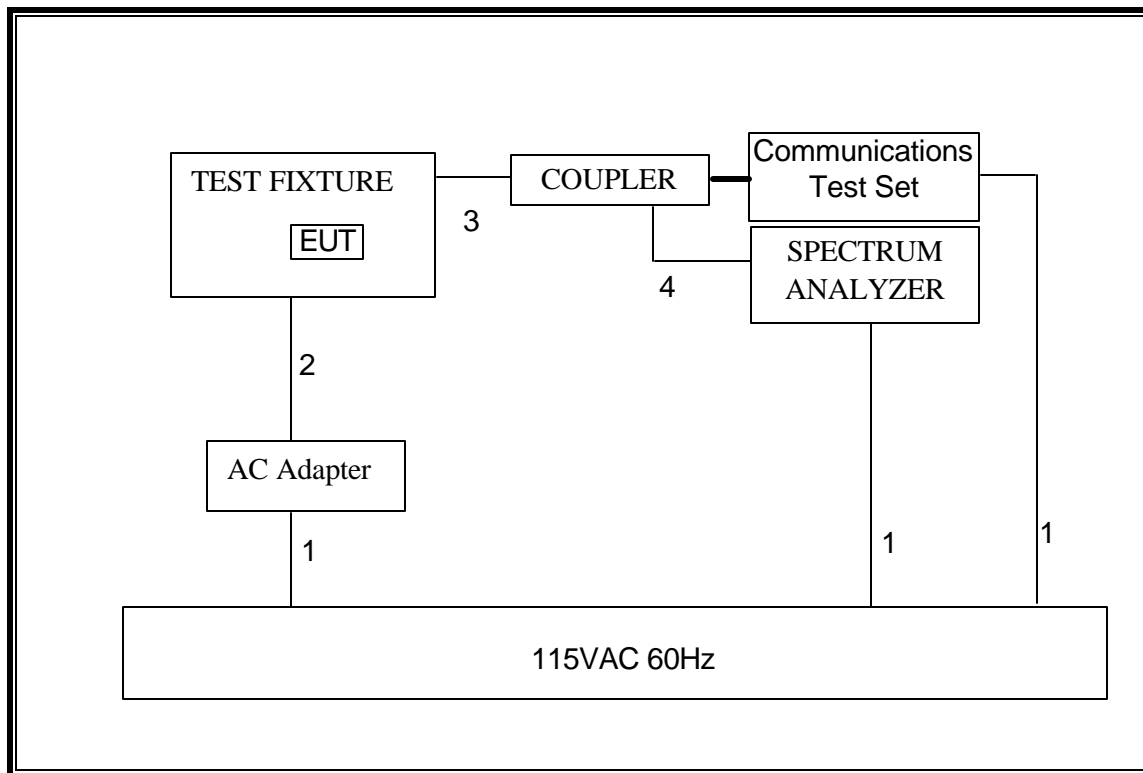 Communications
Test Set
TEST FIXTURE
COUPLER
EUT
3
SPECTRUM
ANALYZER
4
2
AC Adapter
1
1
1
115VAC 60Hz